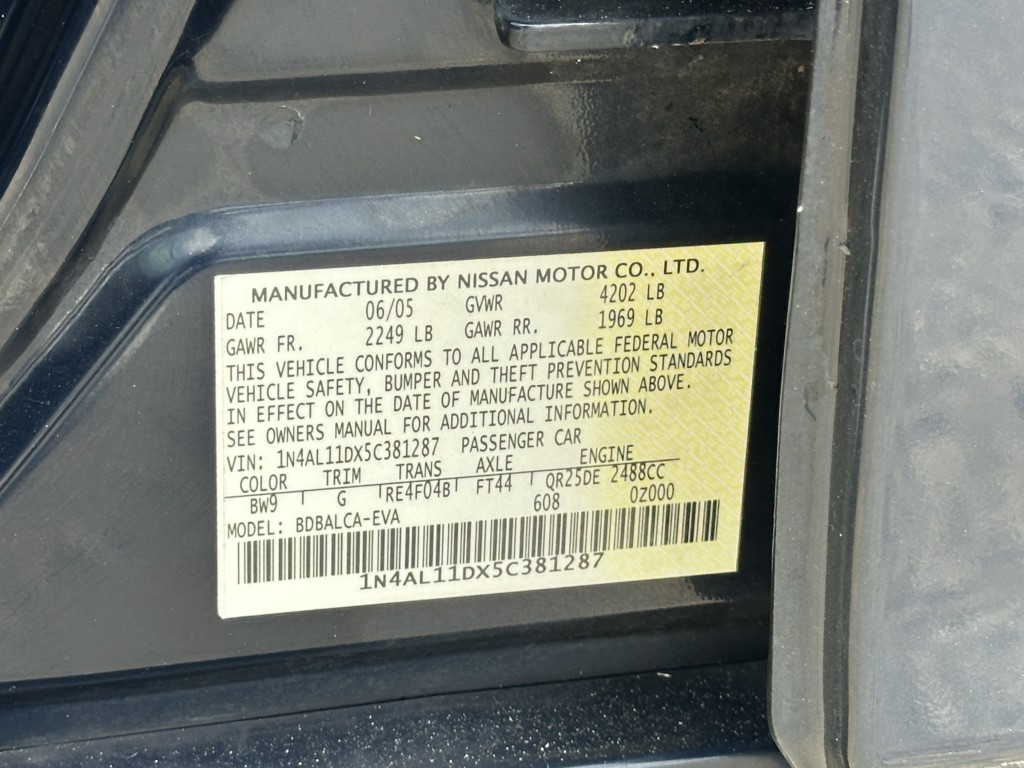 MANUFACTURED BY NISSAN MOTOR CO., LTD.
DATE 06/05 GVWR 4202 LB
GAWR FR. 2249 LB GAWR RR. 1969 LB
THIS VEHICLE CONFORMS TO ALL APPLICABLE FEDERAL MOTOR
VEHICLE SAFETY, BUMPER AND THEFT PREVENTION STANDARDS
IN EFFECT ON THE DATE OF MANUFACTURE SHOWN ABOVE.
SEE OWNERS MANUAL FOR ADDITIONAL INFORMATION.
VIN: 1N4AL11DX5C381287 PASSENGER CAR
COLOR TRIM TRANS AXLE ENGINE
BW9 G RE4F04B FT44 QR25DE 2488CC
MODEL: BDBALCA-EVA 608 0Z000
1N4AL11DX5C381287